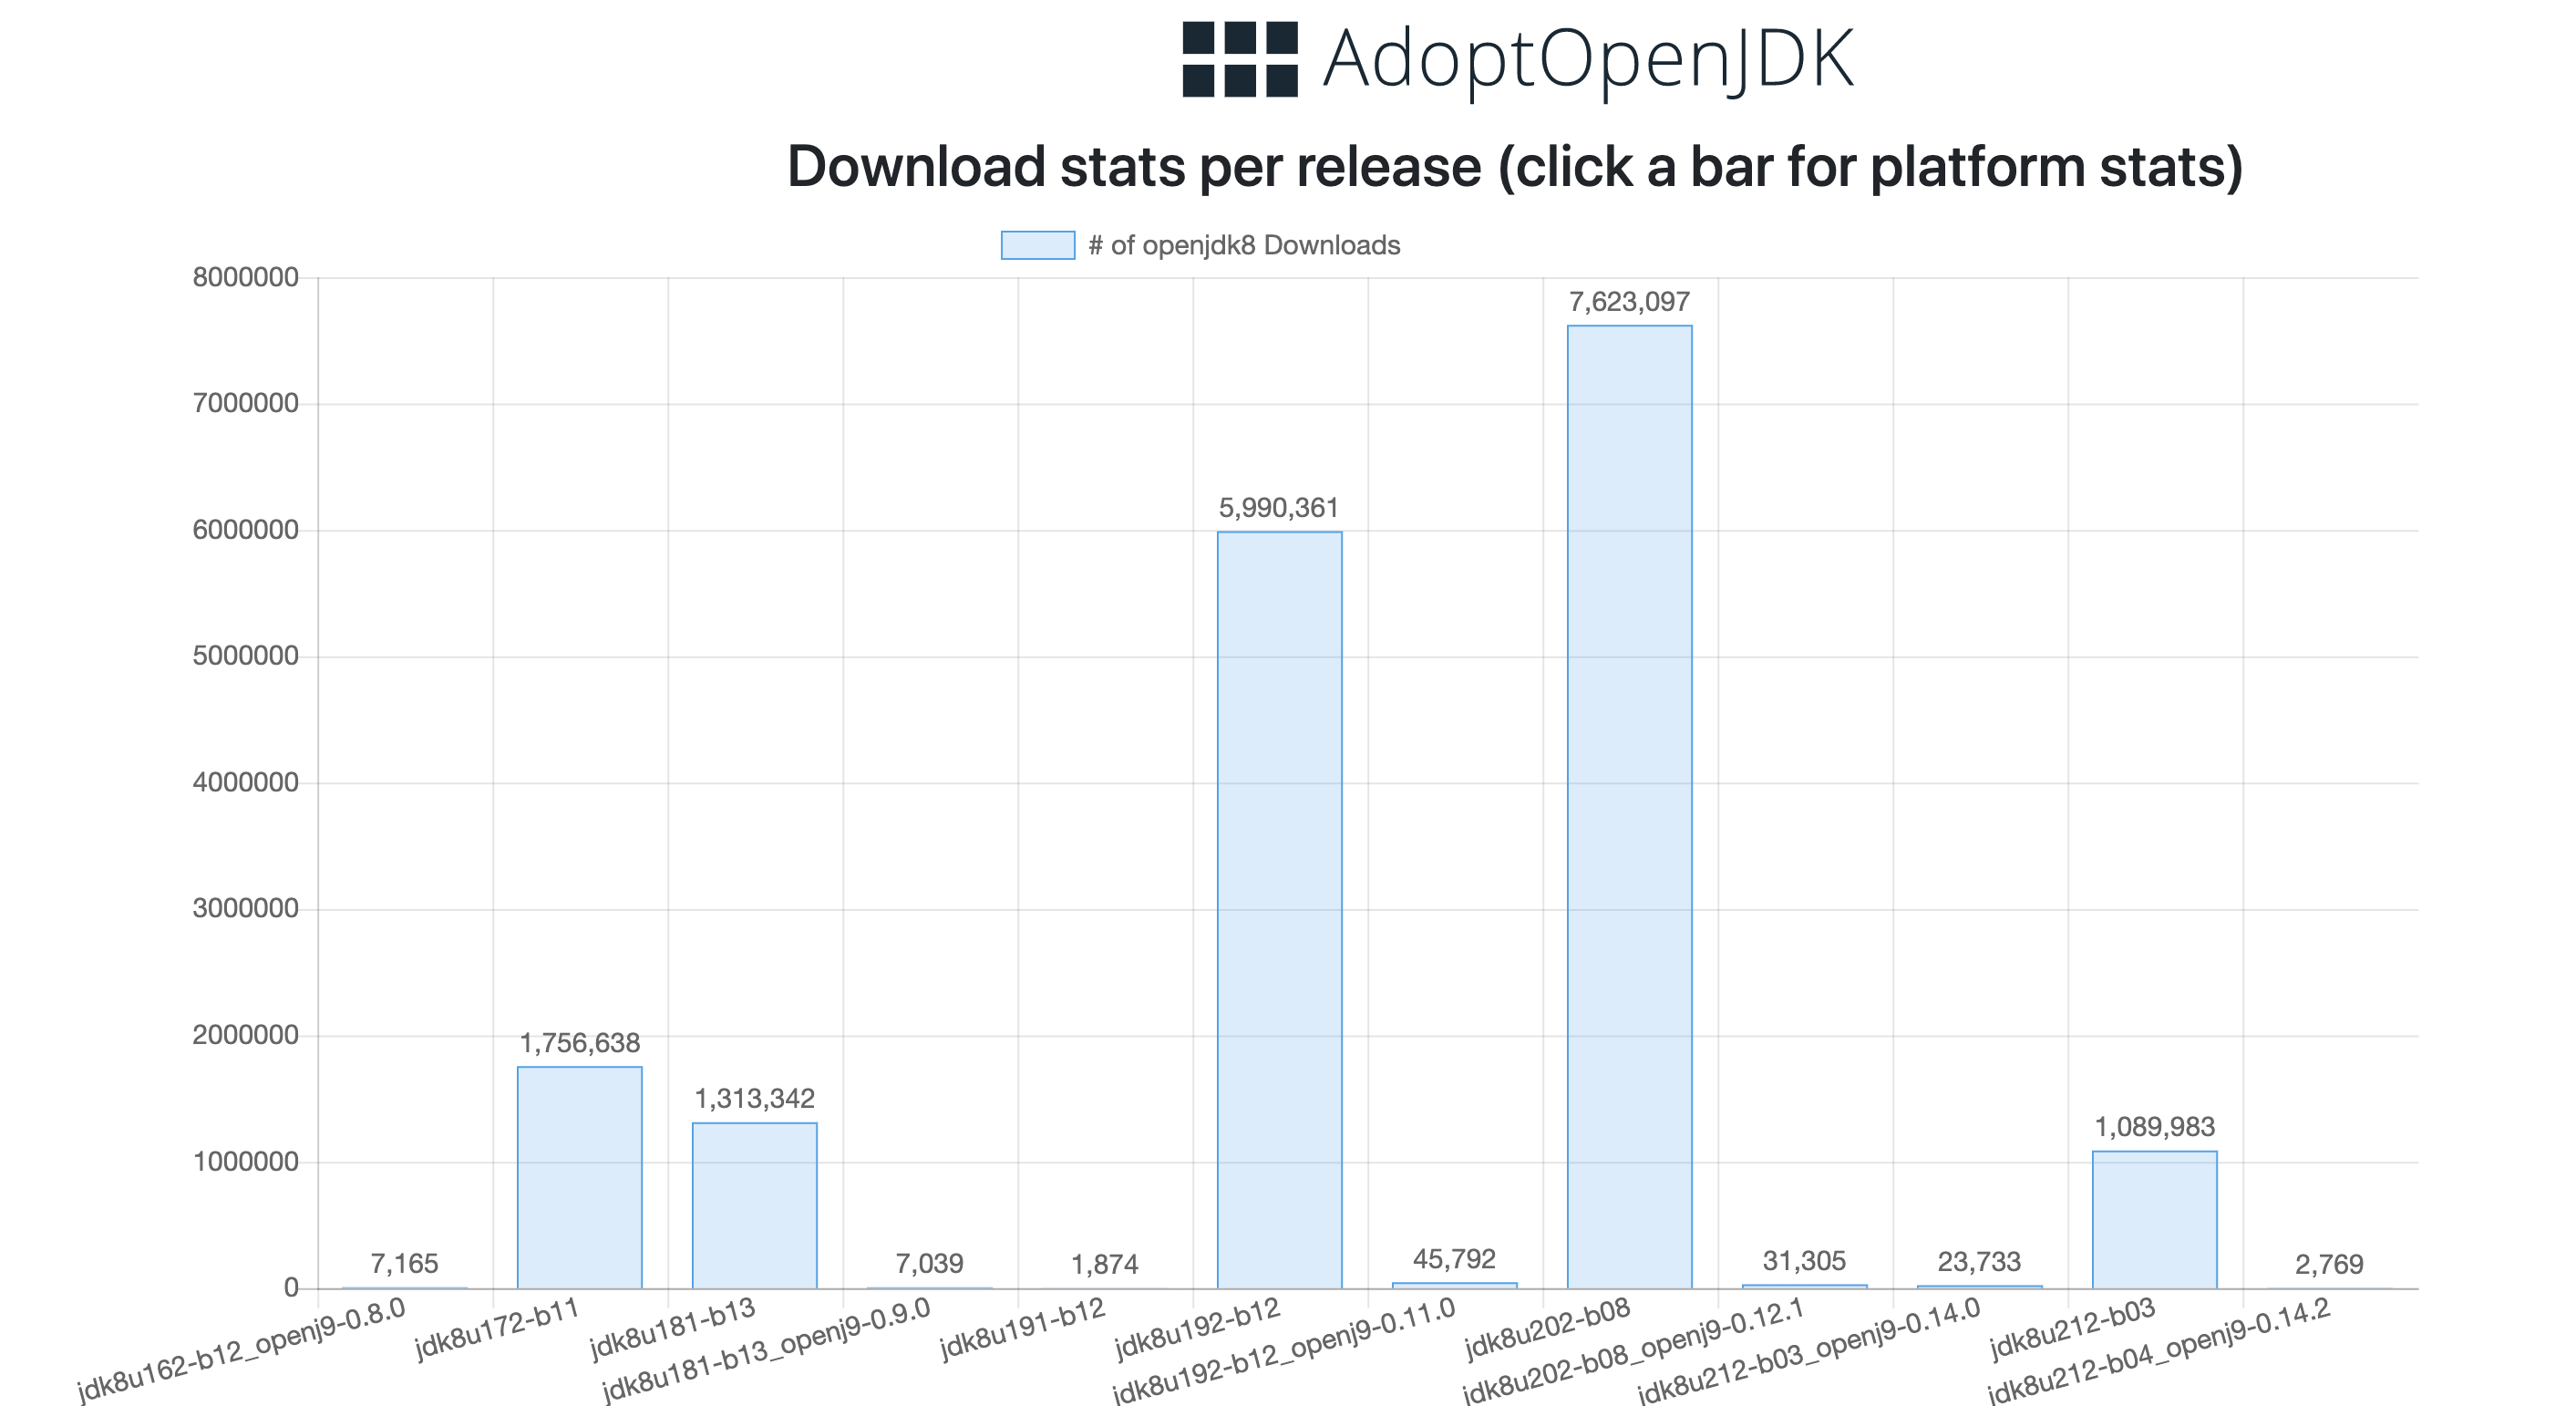 AdoptOpenJDK
Download stats per release (click a bar for platform stats)
# of openjdk8 Downloads
8000000
7000000
6000000
5000000
4000000
3000000
2000000
1000000
0
7,165
1,756,638
1,313,342
7,039
1,874
5,990,361
45,792
7,623,097
31,305
23,733
1,089,983
2,769
jdk8u162-b12_openj9-0.8.0
jdk8u172-b11
jdk8u181-b13
jdk8u181-b13_openj9-0.9.0
jdk8u191-b12
jdk8u192-b12
jdk8u192-b12_openj9-0.11.0
jdk8u202-b08
jdk8u202-b08_openj9-0.12.1
jdk8u212-b03_openj9-0.14.0
jdk8u212-b03
jdk8u212-b04_openj9-0.14.2